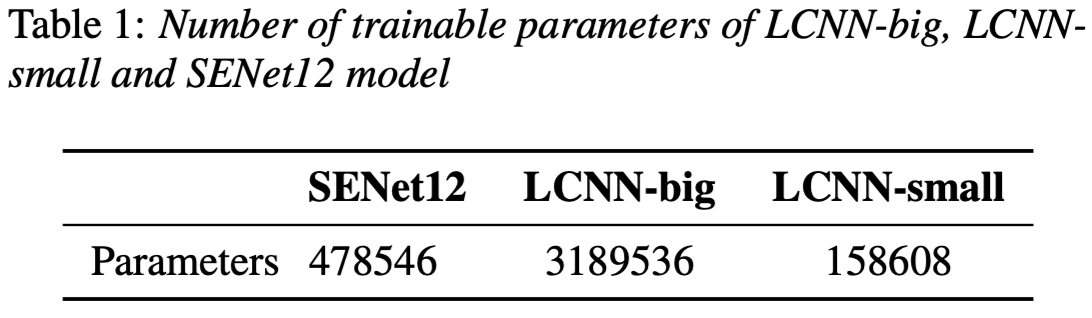 Table 1: Number of trainable parameters of LCNN-big, LCNN-
small and SENet12 model
SENet12 LCNN-big LCNN-small
Parameters 478546 3189536 158608